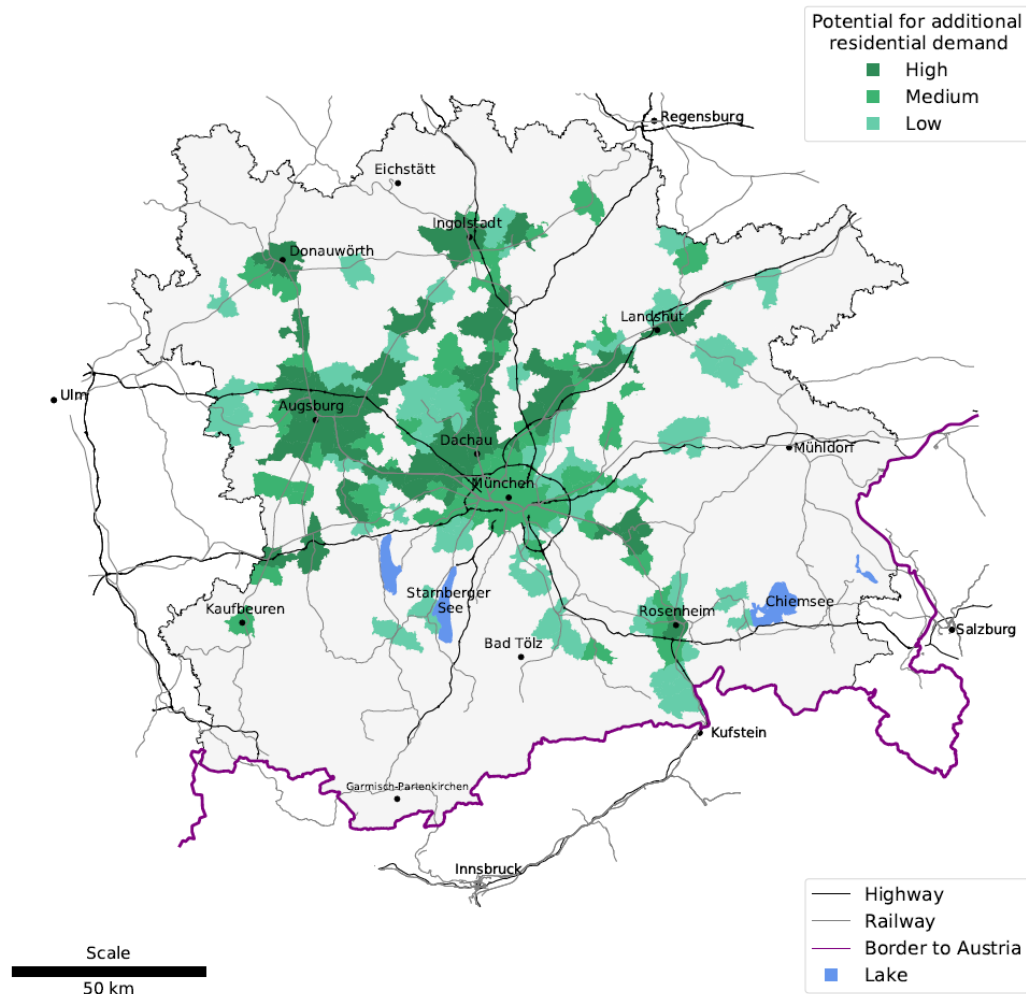 Potential for additional
residential demand
High
Medium
Low
Regensburg
Eichstätt
Ingolstadt
Donauwörth
Landshut
Ulm
Augsburg
Dachau
Mühldorf
München
Starnberger
See
Chiemsee
Kaufbeuren
Rosenheim
Salzburg
Bad Tölz
Kufstein
Garmisch-Partenkirchen
Innsbruck
Highway
Railway
Border to Austria
Lake
Scale
50 km